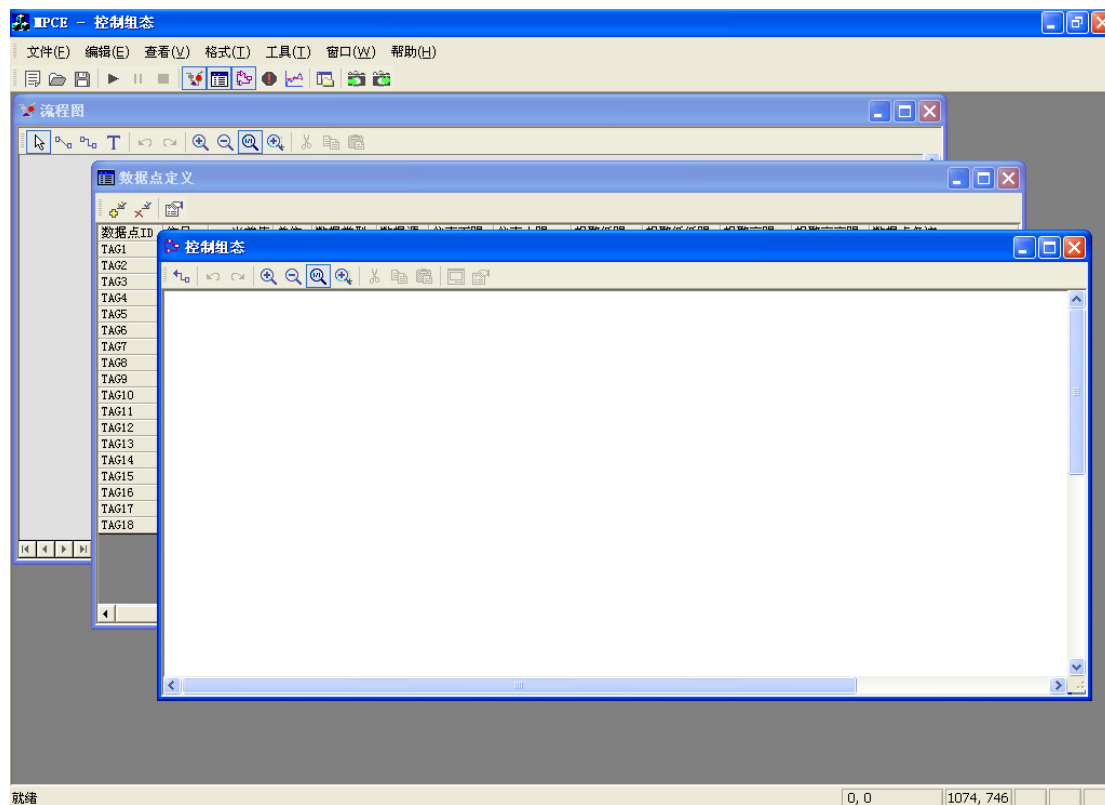 MPCE - 控制组态
文件(F) 编辑(E) 查看(V) 格式(T) 工具(T) 窗口(W) 帮助(H)
流程图
T
数据点定义
数据点ID
控制组态
TAG1
TAG2
TAG3
TAG4
TAG5
TAG6
TAG7
TAG8
TAG9
TAG10
TAG11
TAG12
TAG13
TAG14
TAG15
TAG16
TAG17
TAG18
就绪 0, 0 1074, 746